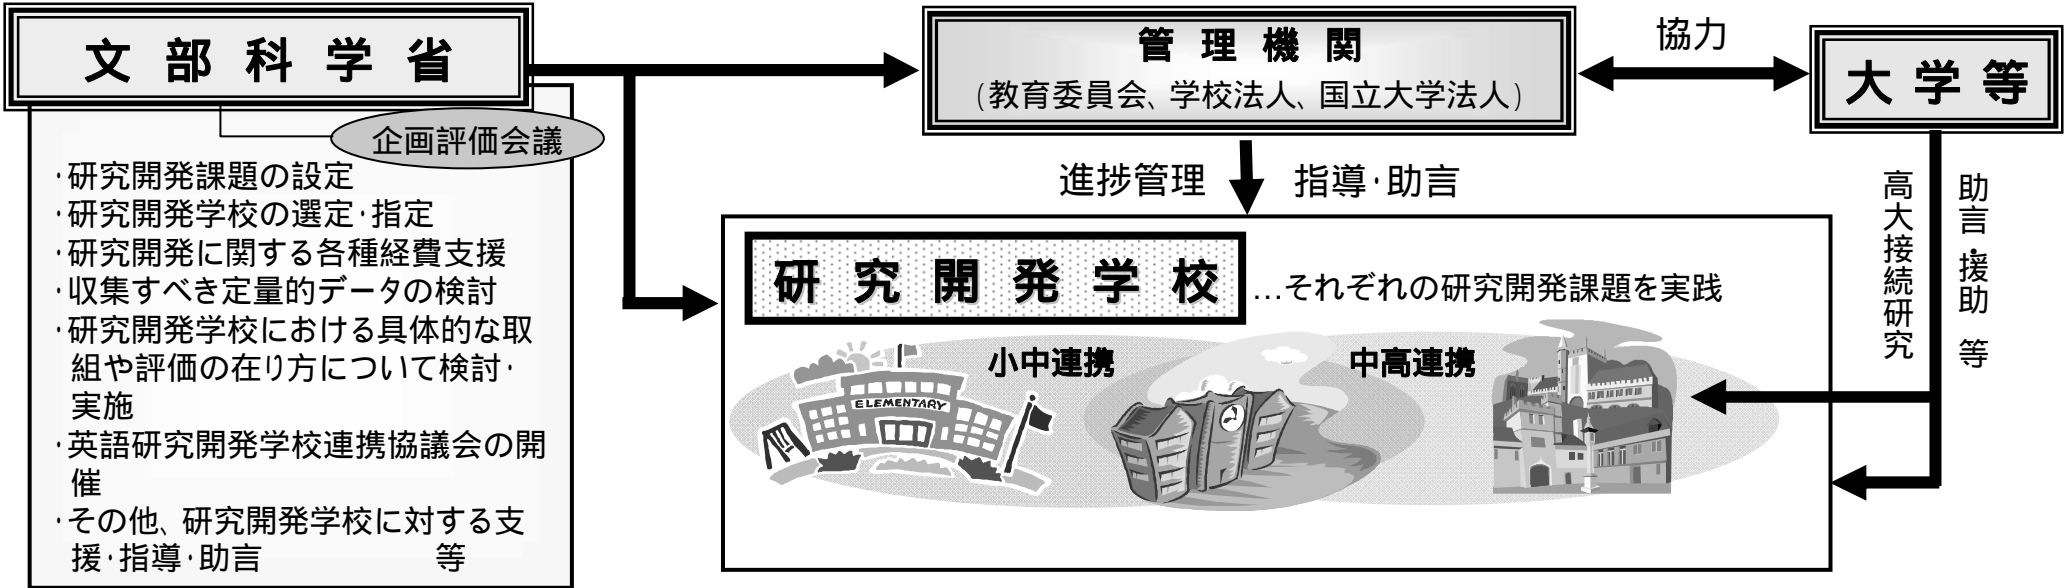 文部科学省
企画評価会議
・研究開発課題の設定
・研究開発学校の選定・指定
・研究開発に関する各種経費支援
・収集すべき定量的データの検討
・研究開発学校における具体的な取
組や評価の在り方について検討・
実施
・英語研究開発学校連携協議会の開
催
・その他、研究開発学校に対する支
援・指導・助言 等
管理機関
(教育委員会、学校法人、国立大学法人)
協力
大学等
進捗管理 指導・助言
高大接続研究
助言・援助 等
研究開発学校 …それぞれの研究開発課題を実践
小中連携
中高連携
ELEMENTARY